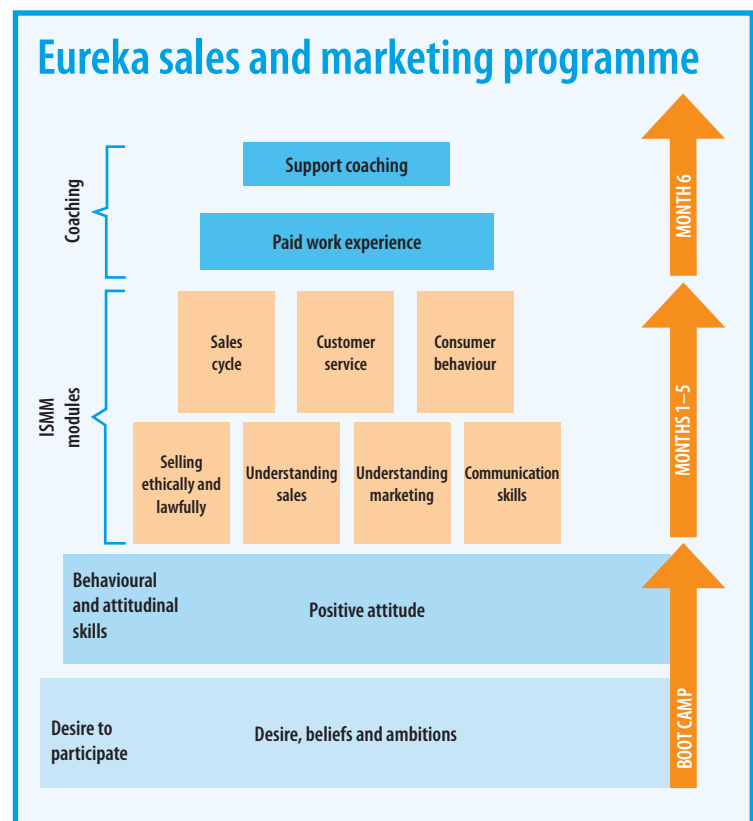 Eureka sales and marketing programme
Coaching
Support coaching
Paid work experience
MONTH 6
ISMM
modules
Sales
cycle
Customer
service
Consumer
behaviour
Selling
ethically and
lawfully
Understanding
sales
Understanding
marketing
Communication
skills
MONTHS 1–5
Behavioural
and attitudinal
skills
Positive attitude
Desire to
participate
Desire, beliefs and ambitions
BOOT CAMP